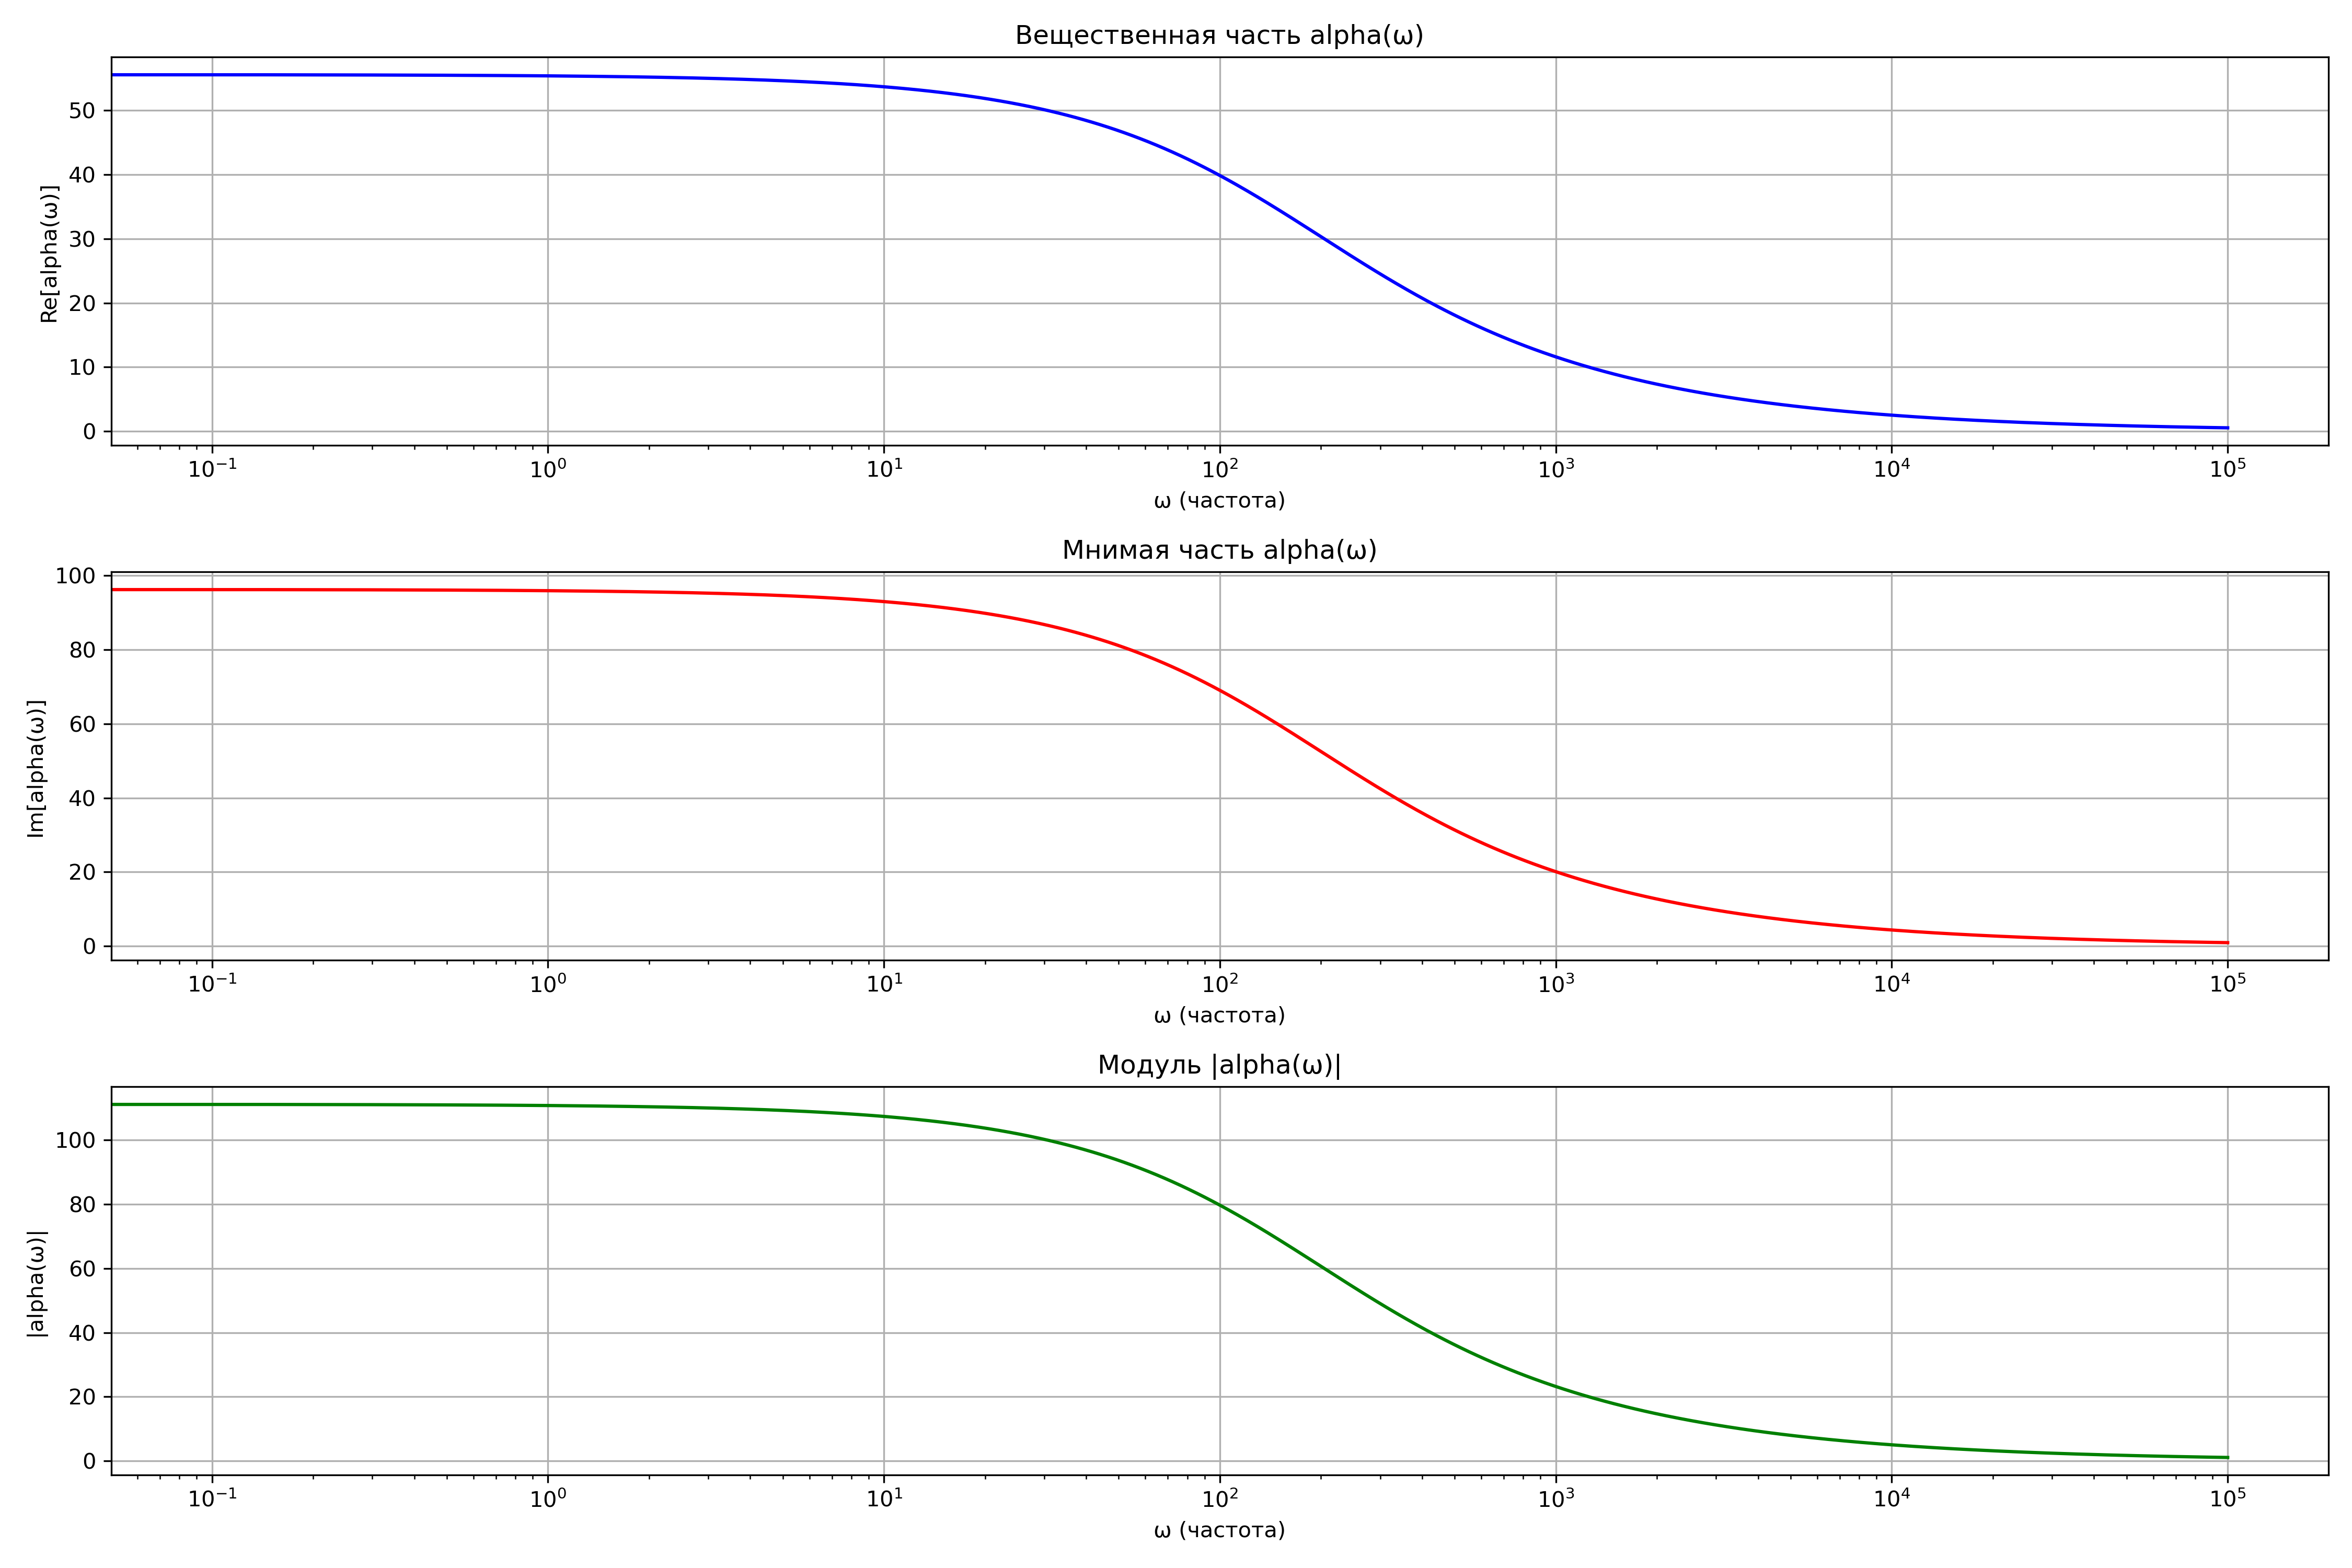 Вещественная часть alpha(ω)
Re[alpha(ω)]
50
40
30
20
10
0
10⁻¹ 10⁰ 10¹ 10² 10³ 10⁴ 10⁵
ω (частота)
Мнимая часть alpha(ω)
Im[alpha(ω)]
100
80
60
40
20
0
10⁻¹ 10⁰ 10¹ 10² 10³ 10⁴ 10⁵
ω (частота)
Модуль |alpha(ω)|
|alpha(ω)|
100
80
60
40
20
0
10⁻¹ 10⁰ 10¹ 10² 10³ 10⁴ 10⁵
ω (частота)